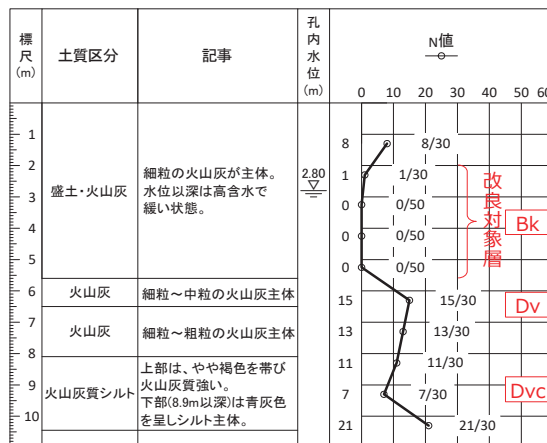 標尺(m)
土質区分
記事
孔内水位(m)
N値
0 10 20 30 40 50 60
1
2
3
4
5
6
7
8
9
10
盛土・火山灰
細粒の火山灰が主体。
水位以深は高含水で
緩い状態。
2.80
火山灰
細粒～中粒の火山灰主体
火山灰
細粒～粗粒の火山灰主体
火山灰質シルト
上部は、やや褐色を帯び
火山灰質強い。
下部(8.9m以深)は青灰色
を呈しシルト主体。
8 8/30
1 1/30
0 0/50
0 0/50
0 0/50
15 15/30
13 13/30
11 11/30
7 7/30
21 21/30
改良対象層
Bk
Dv
Dvc